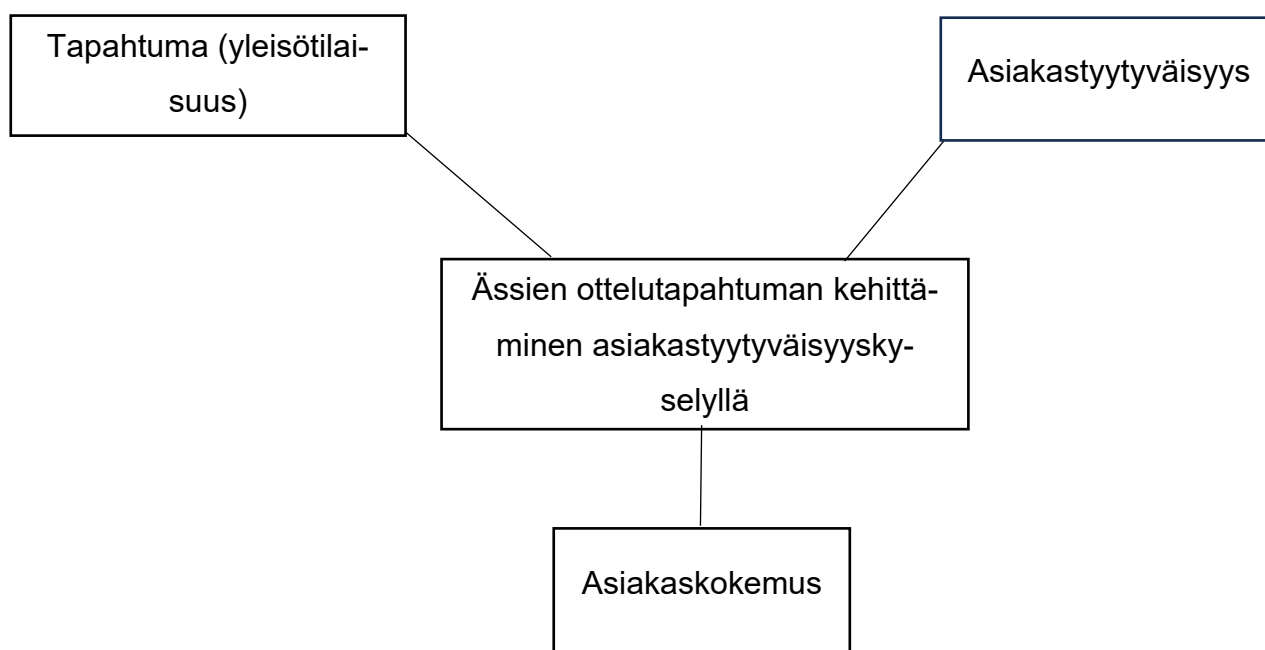 Tapahtuma (yleisötilai-
suus)
Asiakastyytyväisyys
Ässien ottelutapahtuman kehittä-
minen asiakastyytyväisyysky-
selyllä
Asiakaskokemus